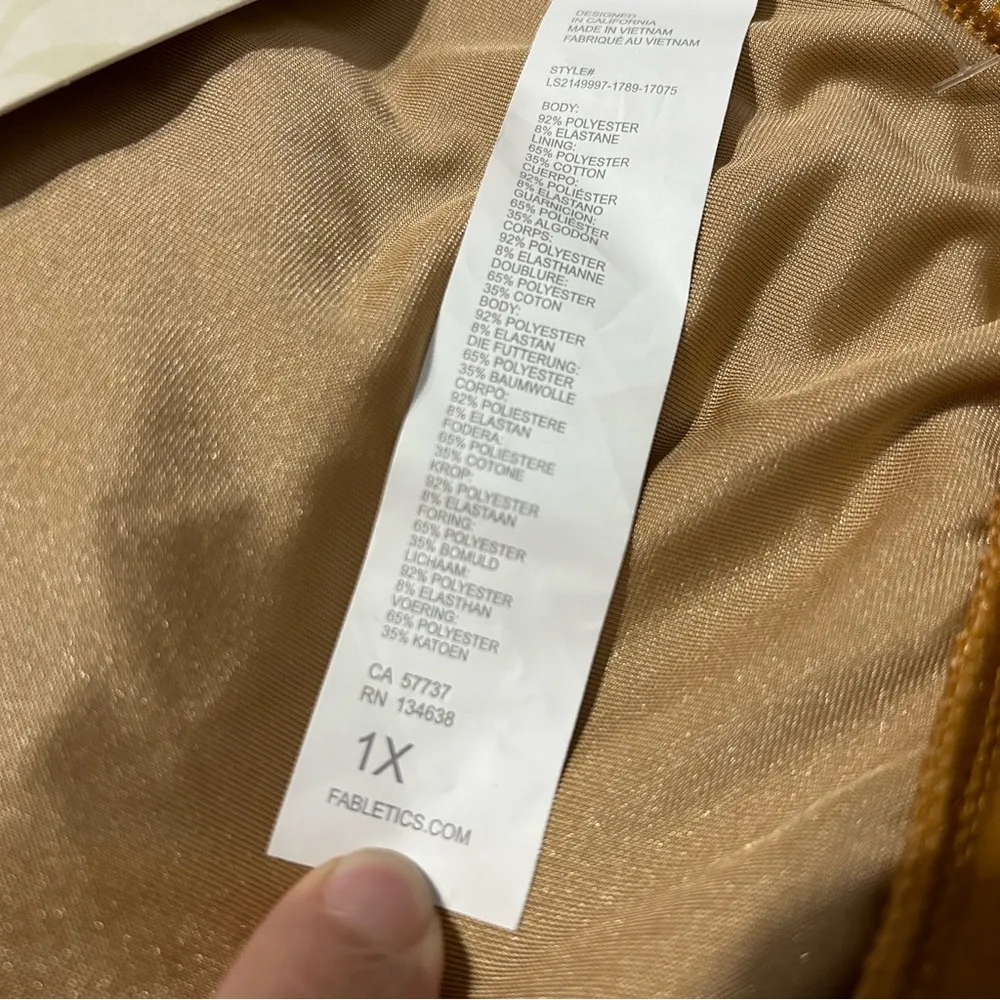 DESIGNED
IN CALIFORNIA
MADE IN VIETNAM
FABRIQUÉ AU VIETNAM
STYLE#
LS2149997-1789-17075
BODY:
92% POLYESTER
8% ELASTANE
LINING:
65% POLYESTER
35% COTTON
CUERPO:
92% POLIÉSTER
8% ELASTANO
GUARNICION:
65% POLIÉSTER
35% ALGODÓN
CORPS:
92% POLYESTER
8% ELASTHANNE
DOUBLURE:
65% POLYESTER
35% COTON
BODY:
92% POLYESTER
8% ELASTAN
DIE FUTTERUNG:
65% POLYESTER
35% BAUMWOLLE
CORPO:
92% POLIESTERE
8% ELASTAN
FODERA:
65% POLIESTERE
35% COTONE
KROP:
92% POLYESTER
8% ELASTAAN
FORING:
65% POLYESTER
35% BOMULD
LICHAAM:
92% POLYESTER
8% ELASTHAN
VOERING:
65% POLYESTER
35% KATOEN
CA 57737
RN 134638
1X
FABLETICS.COM